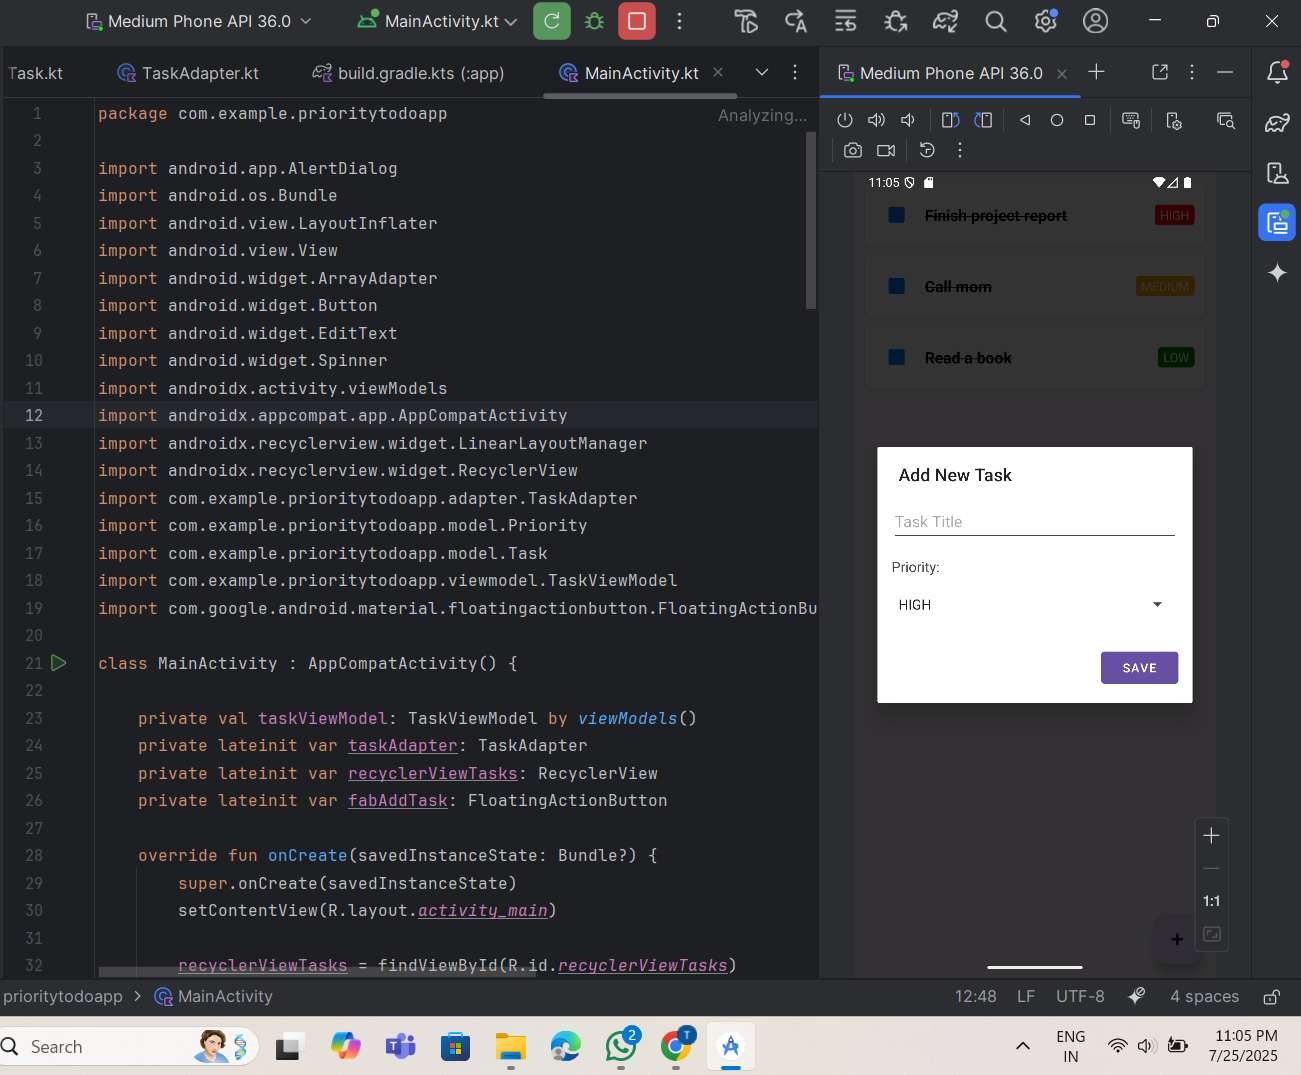 Medium Phone API 36.0
MainActivity.kt
Task.kt
TaskAdapter.kt
build.gradle.kts (:app)
MainActivity.kt
Medium Phone API 36.0
Analyzing...
1 package com.example.prioritytodoapp
2
3 import android.app.AlertDialog
4 import android.os.Bundle
5 import android.view.LayoutInflater
6 import android.view.View
7 import android.widget.ArrayAdapter
8 import android.widget.Button
9 import android.widget.EditText
10 import android.widget.Spinner
11 import androidx.activity.viewModels
12 import androidx.appcompat.app.AppCompatActivity
13 import androidx.recyclerview.widget.LinearLayoutManager
14 import androidx.recyclerview.widget.RecyclerView
15 import com.example.prioritytodoapp.adapter.TaskAdapter
16 import com.example.prioritytodoapp.model.Priority
17 import com.example.prioritytodoapp.model.Task
18 import com.example.prioritytodoapp.viewmodel.TaskViewModel
19 import com.google.android.material.floatingactionbutton.FloatingActionBu
20
21 class MainActivity : AppCompatActivity() {
22
23 private val taskViewModel: TaskViewModel by viewModels()
24 private lateinit var taskAdapter: TaskAdapter
25 private lateinit var recyclerViewTasks: RecyclerView
26 private lateinit var fabAddTask: FloatingActionButton
27
28 override fun onCreate(savedInstanceState: Bundle?) {
29 super.onCreate(savedInstanceState)
30 setContentView(R.layout.activity_main)
31
32 recyclerViewTasks = findViewById(R.id.recyclerViewTasks)
11:05
Finish project report HIGH
Call mom MEDIUM
Read a book LOW
Add New Task
Task Title
Priority:
HIGH
SAVE
1:1
prioritytodoapp > MainActivity
12:48 LF UTF-8 4 spaces
Search
2
T
ENG
IN
11:05 PM
7/25/2025